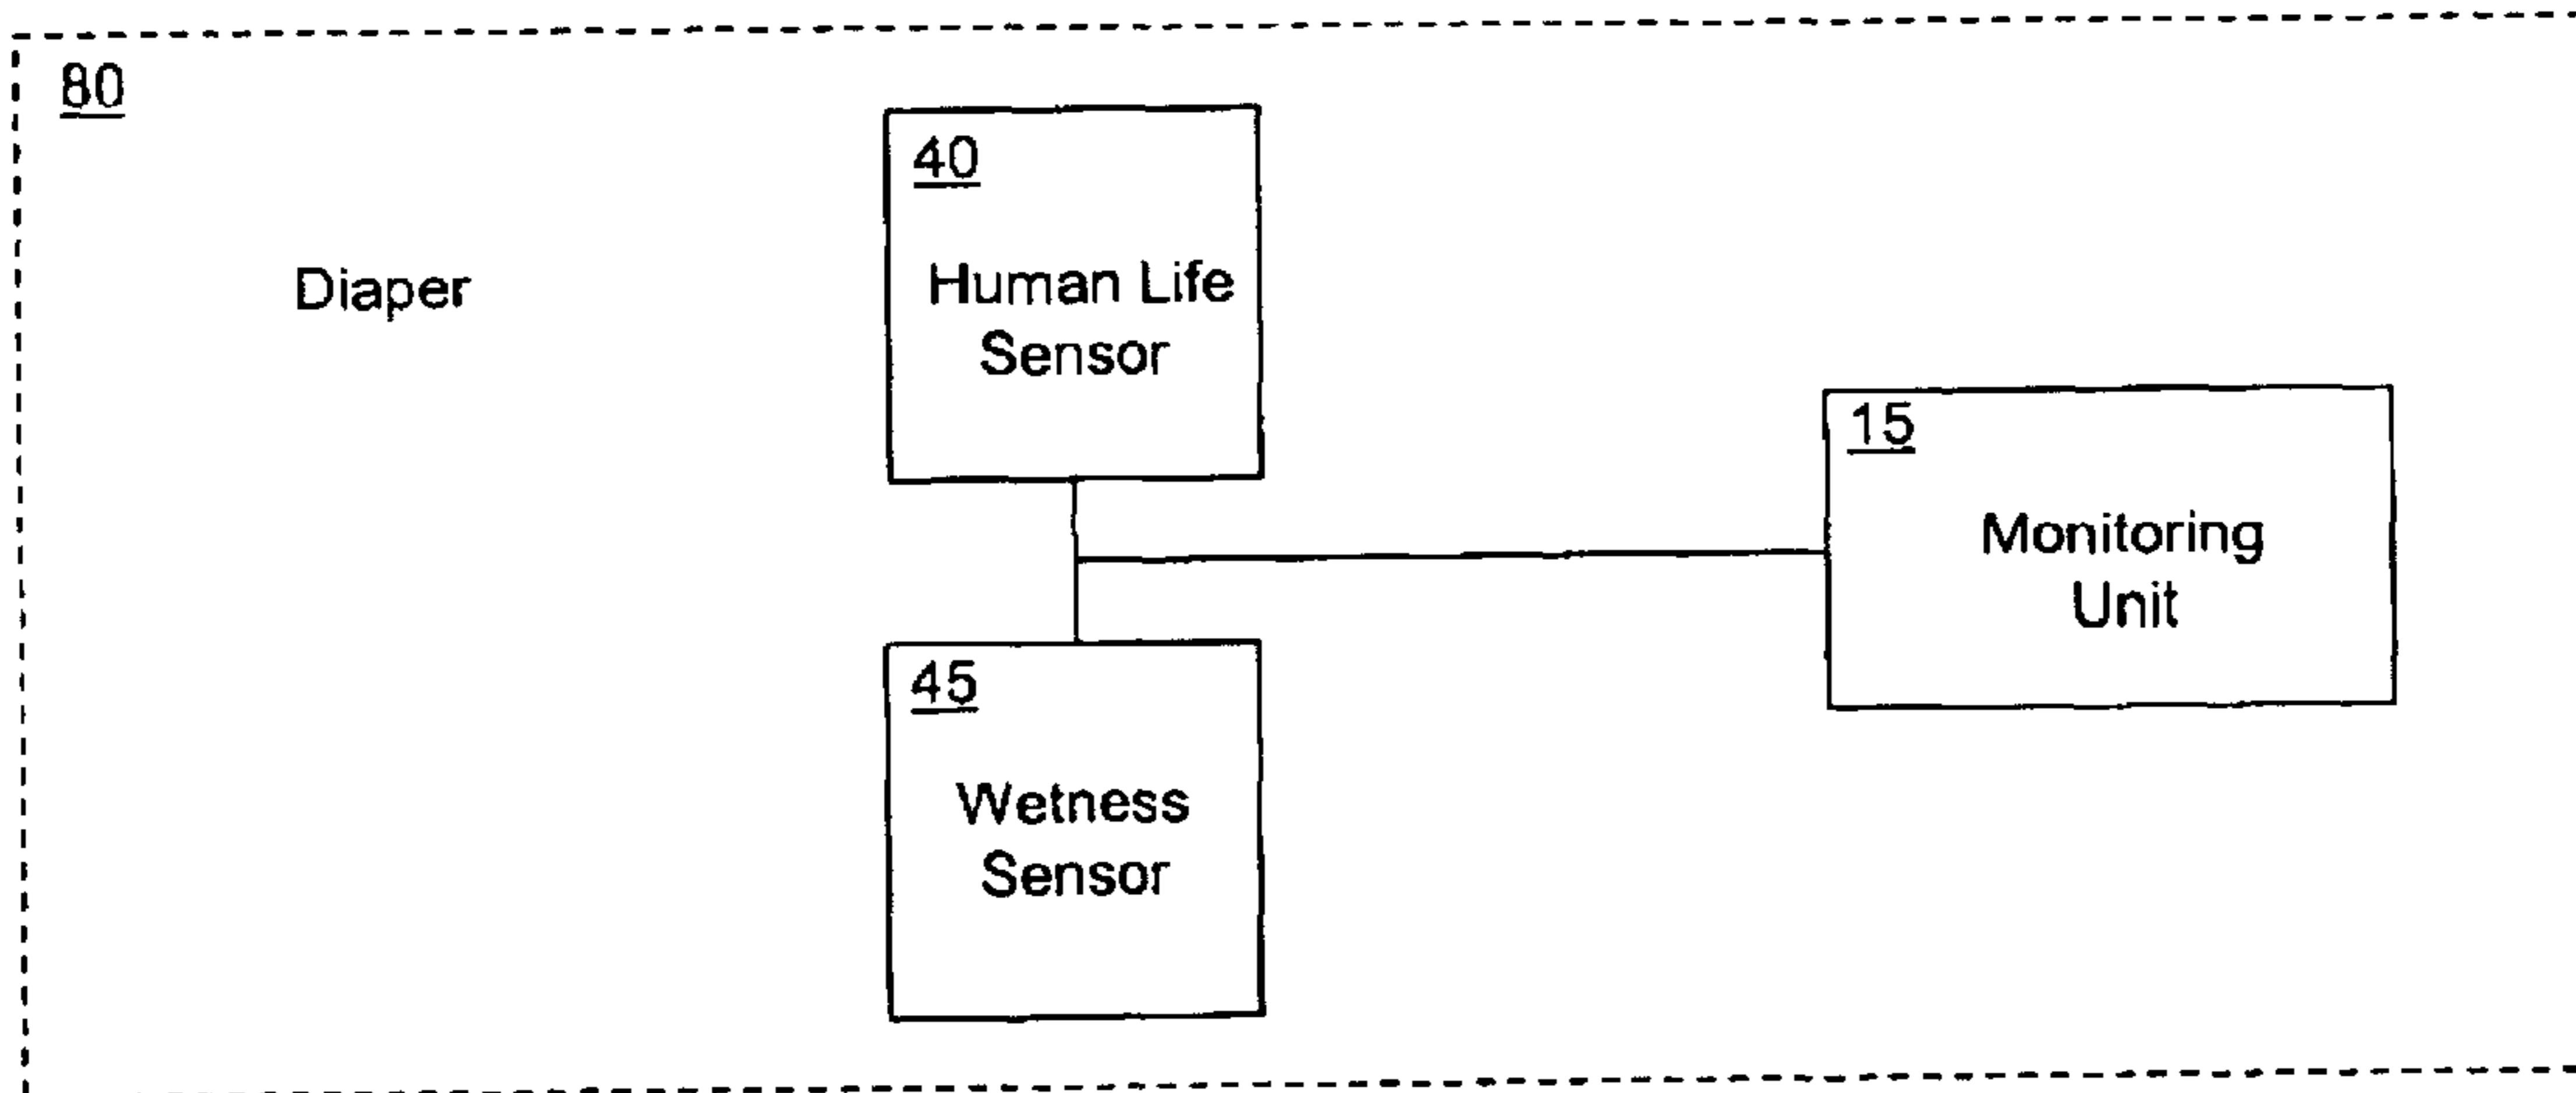 80
Diaper
40
Human Life
Sensor
15
Monitoring
Unit
45
Wetness
Sensor